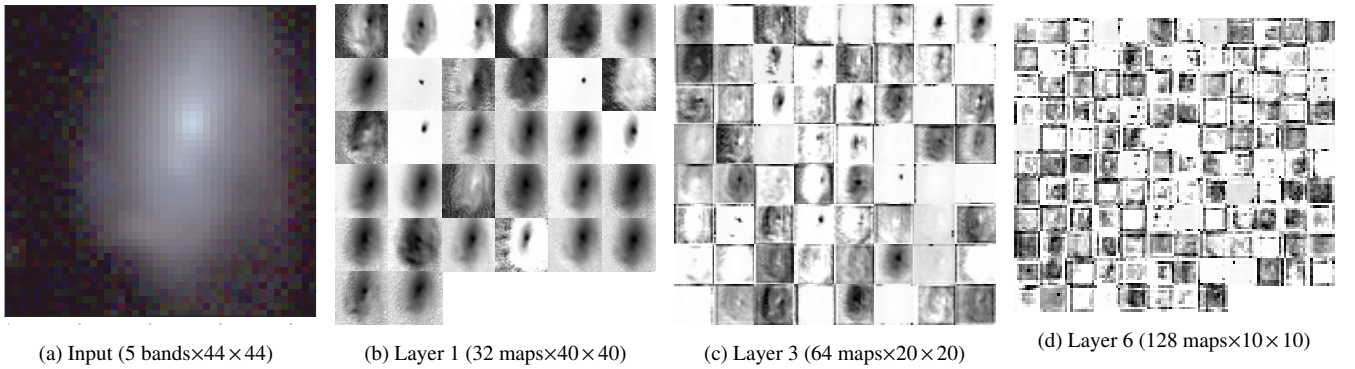 (a) Input (5 bands×44 × 44)
(b) Layer 1 (32 maps×40 × 40)
(c) Layer 3 (64 maps×20 × 20)
(d) Layer 6 (128 maps×10 × 10)